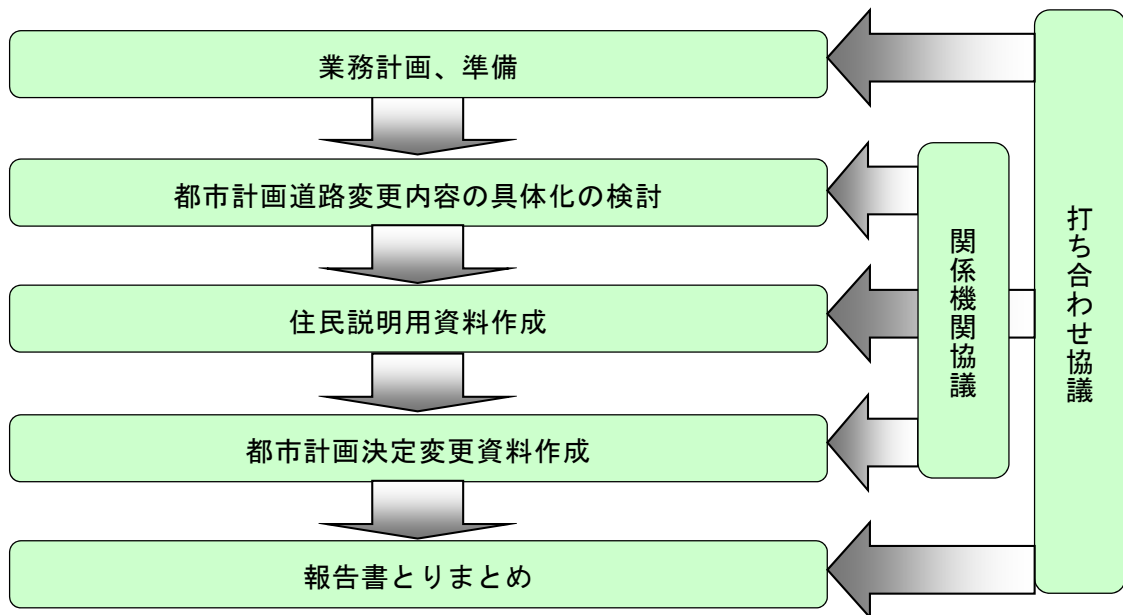 業務計画、準備
都市計画道路変更内容の具体化の検討
住民説明用資料作成
都市計画決定変更資料作成
報告書とりまとめ
関係機関協議
打ち合わせ協議